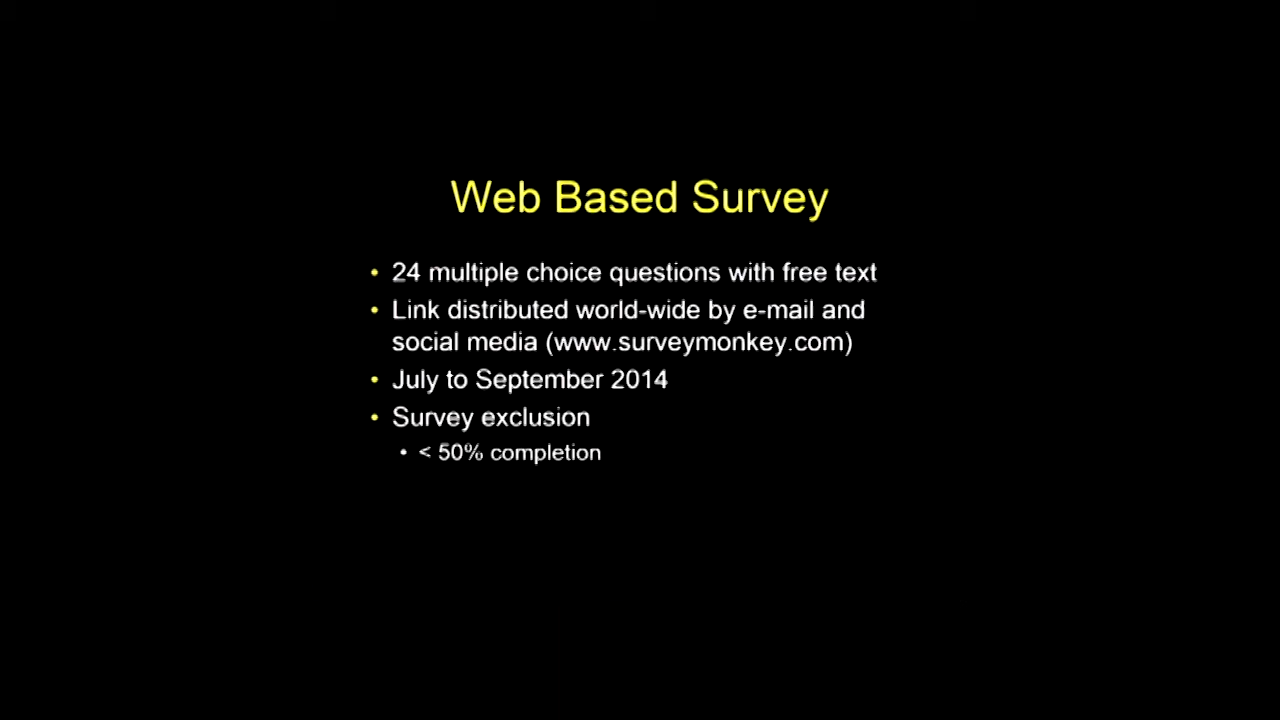 Web Based Survey
• 24 multiple choice questions with free text
• Link distributed world-wide by e-mail and
social media (www.surveymonkey.com)
• July to September 2014
• Survey exclusion
• < 50% completion